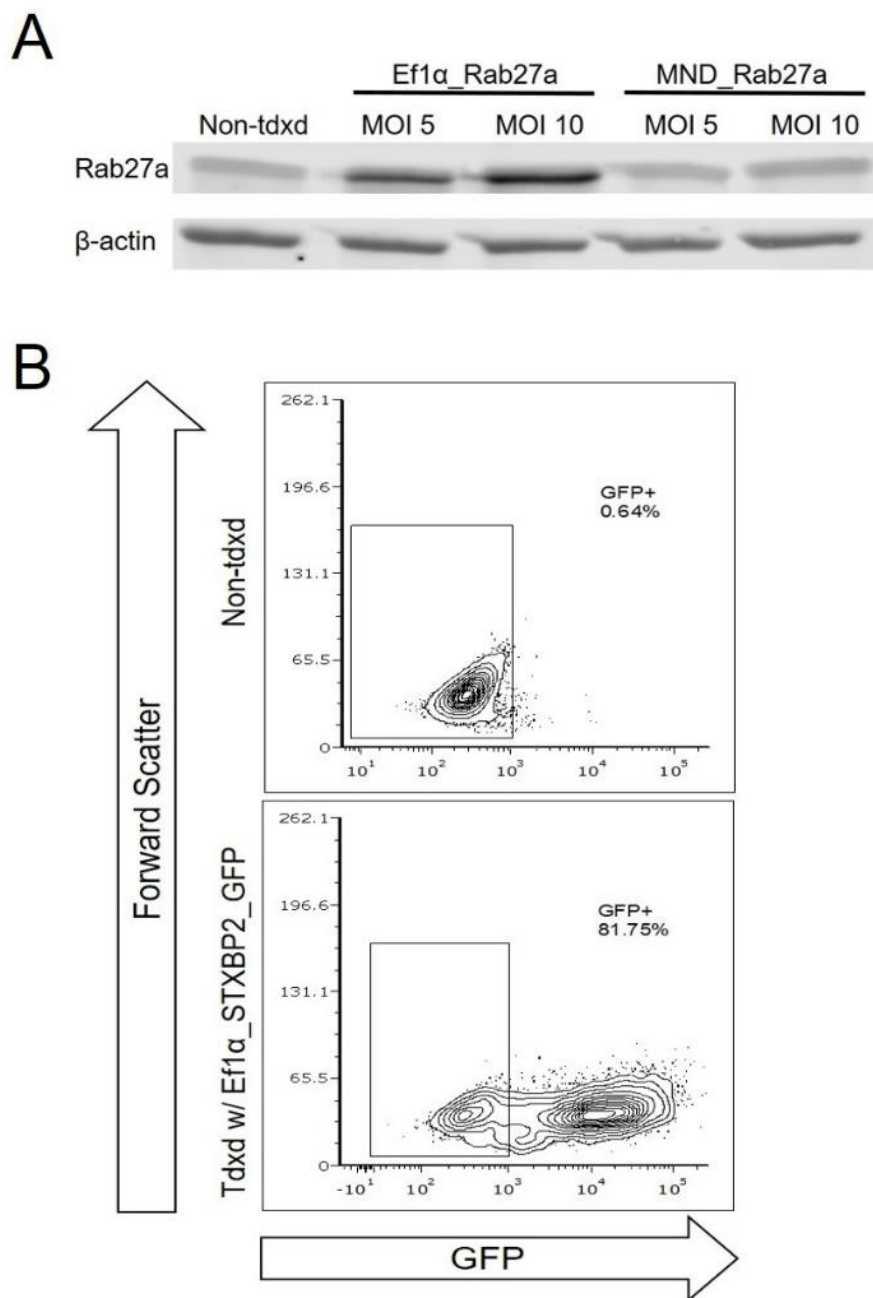 A
Ef1α_Rab27a MND_Rab27a
Non-tdxd MOI 5 MOI 10 MOI 5 MOI 10
Rab27a
β-actin
B
Forward Scatter
Non-tdxd
262.1
196.6
131.1
65.5
0
GFP+
0.64%
10¹ 10² 10³ 10⁴ 10⁵
Tdxd w/ Ef1α_STXBP2_GFP
262.1
196.6
131.1
65.5
0
GFP+
81.75%
-10¹ 10² 10³ 10⁴ 10⁵
GFP